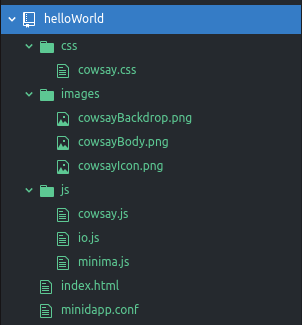 helloWorld
css
cowsay.css
images
cowsayBackdrop.png
cowsayBody.png
cowsayIcon.png
js
cowsay.js
io.js
minima.js
index.html
minidapp.conf